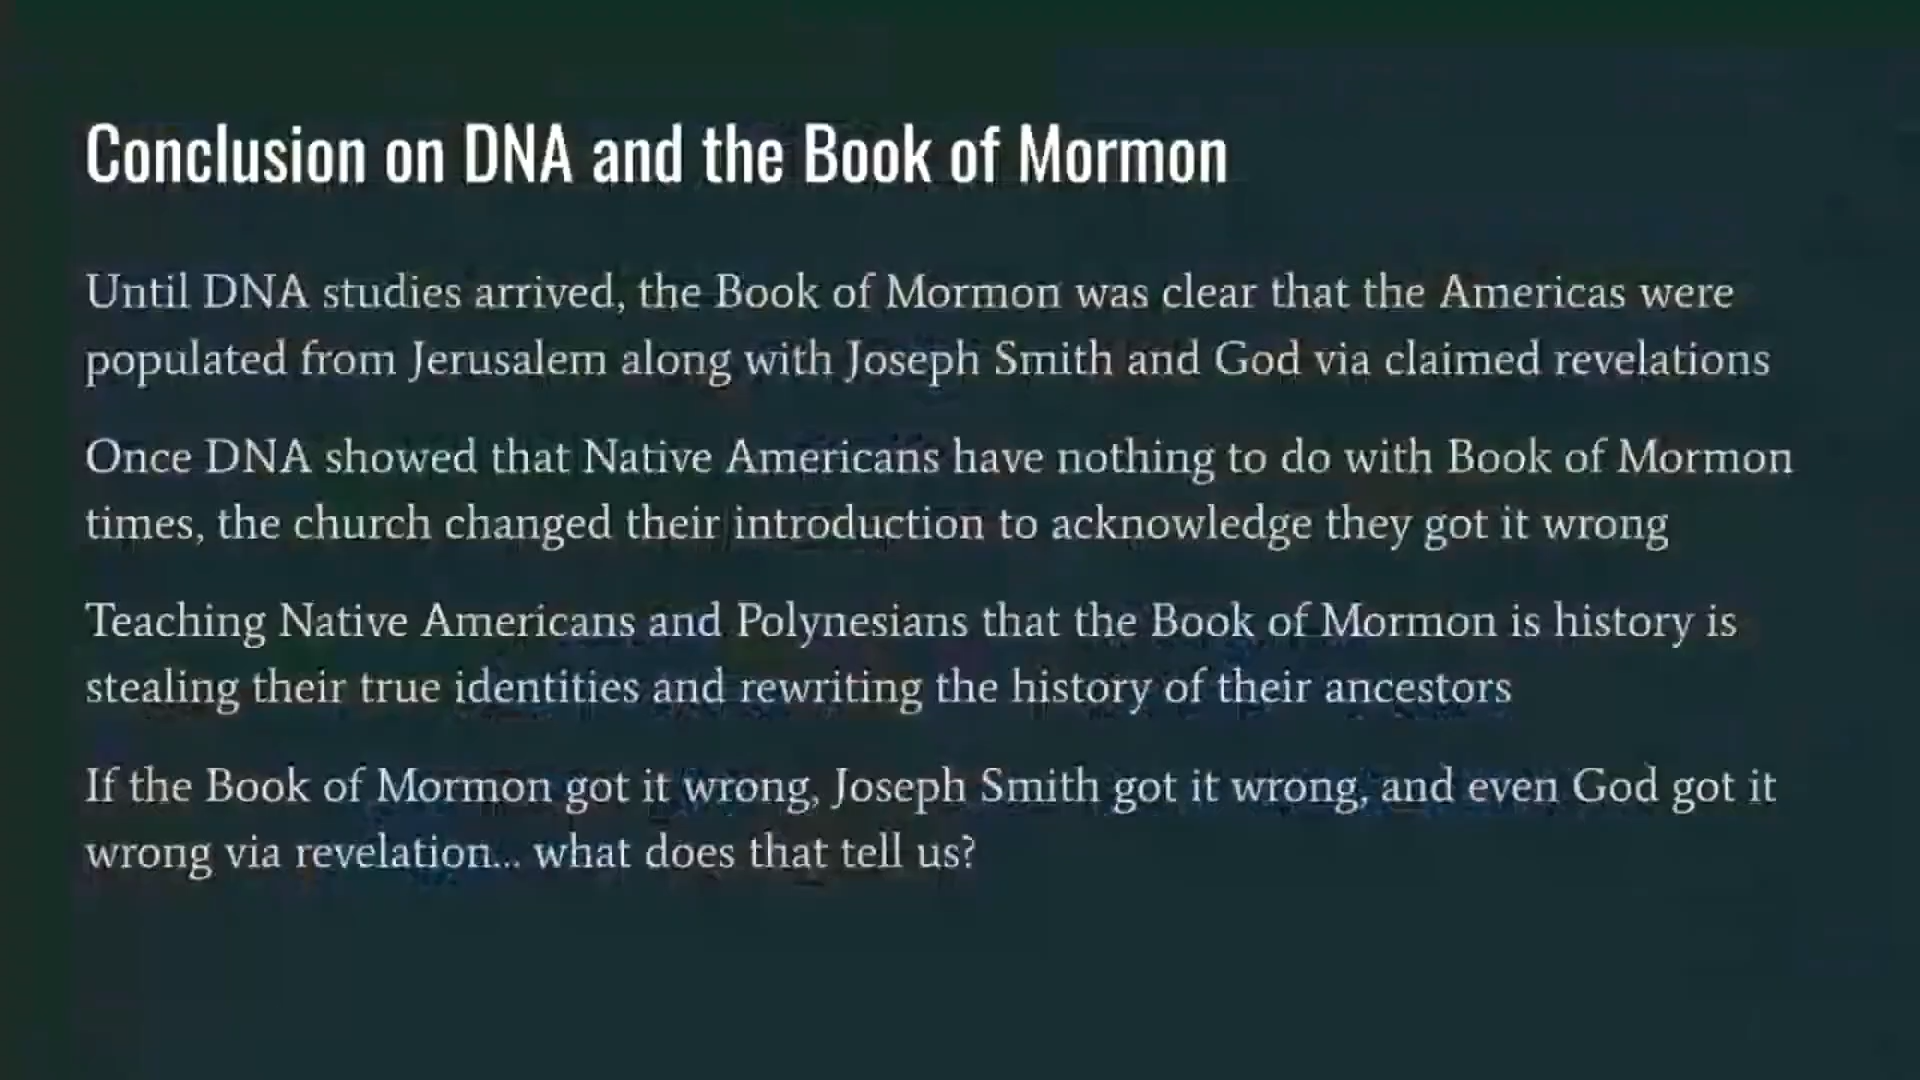 Conclusion on DNA and the Book of Mormon
Until DNA studies arrived, the Book of Mormon was clear that the Americas were
populated from Jerusalem along with Joseph Smith and God via claimed revelations
Once DNA showed that Native Americans have nothing to do with Book of Mormon
times, the church changed their introduction to acknowledge they got it wrong
Teaching Native Americans and Polynesians that the Book of Mormon is history is
stealing their true identities and rewriting the history of their ancestors
If the Book of Mormon got it wrong, Joseph Smith got it wrong, and even God got it
wrong via revelation... what does that tell us?